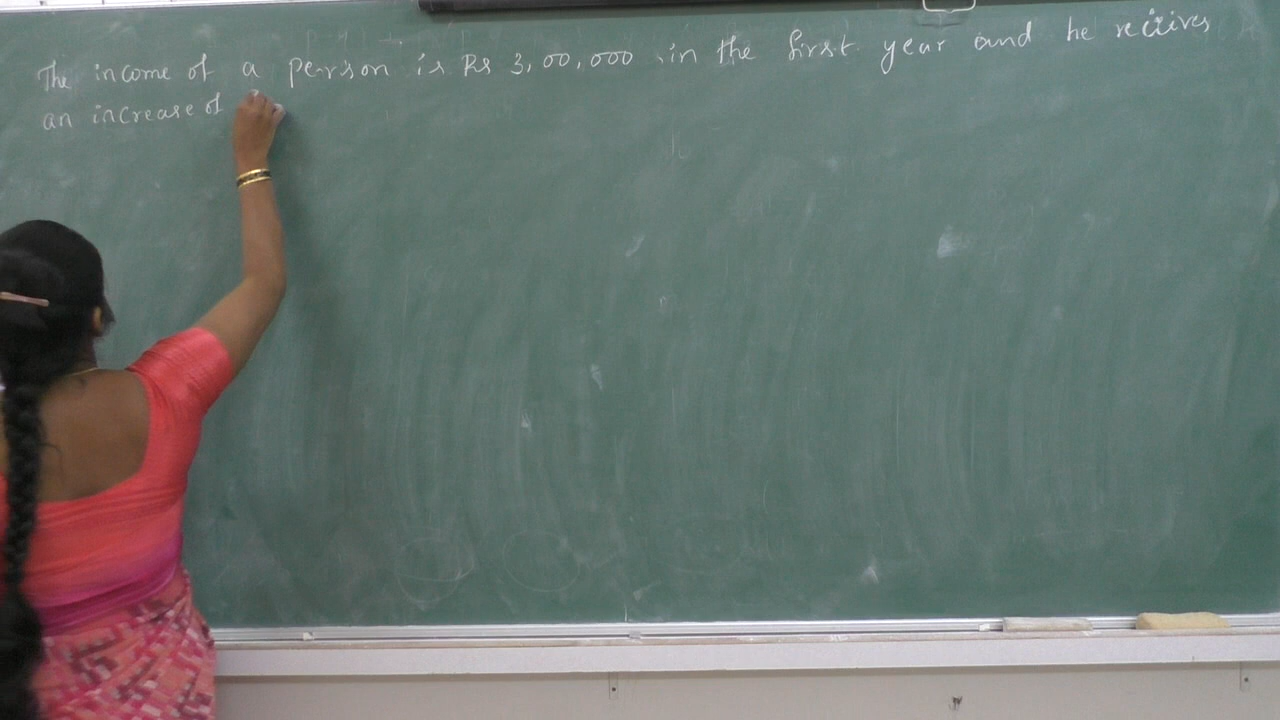 The income of a person is Rs 3,00,000 in the first year and he receives
an increase of